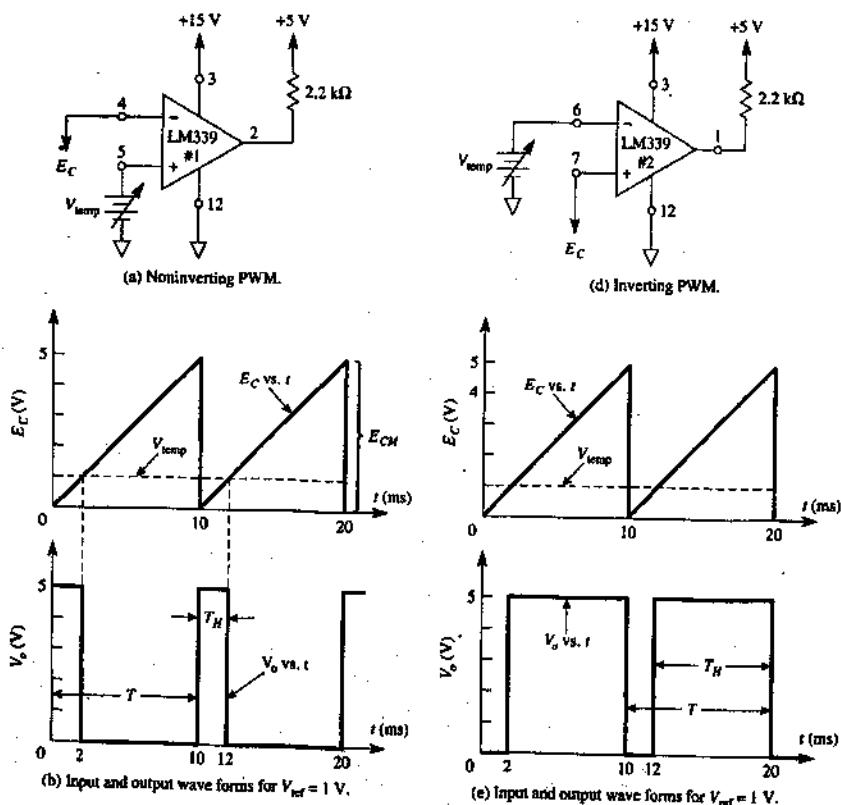 +15 V
+5 V
3
2.2 kΩ
4
−
LM339
#1
2
5
+
E_C
V_temp
12
(a) Noninverting PWM.
+15 V
+5 V
3
2.2 kΩ
6
−
LM339
#2
1
7
+
V_temp
12
E_C
(d) Inverting PWM.
5
E_C (V)
E_C vs. t
E_CM
V_temp
t (ms)
0
10
20
5
V_o (V)
T_H
V_o vs. t
T
t (ms)
0
2
10
12
20
(b) Input and output wave forms for V_ref = 1 V.
5
4
E_C (V)
E_C vs. t
V_temp
t (ms)
0
10
20
5
V_o (V)
V_o vs. t
T_H
T
t (ms)
0
2
10
12
20
(e) Input and output wave forms for V_ref = 1 V.